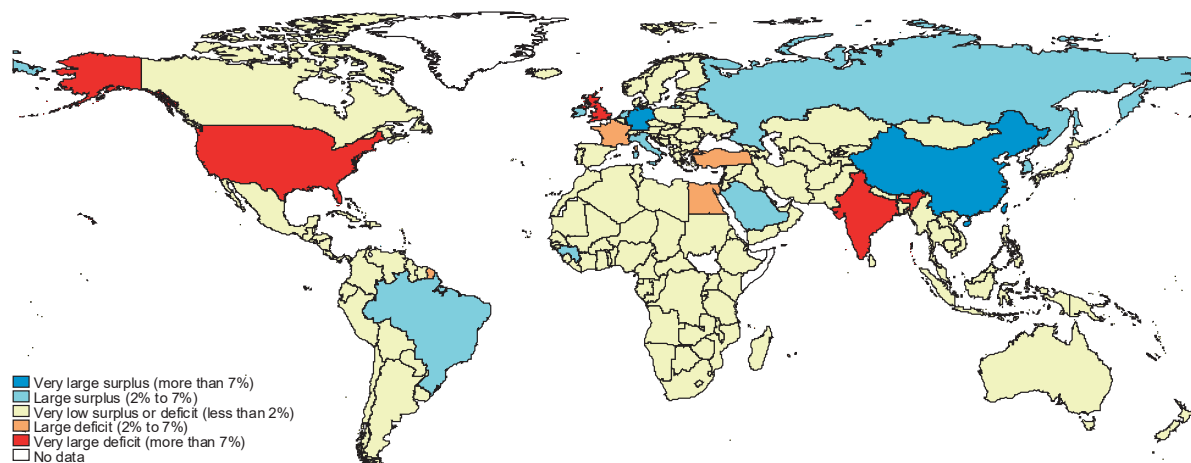 Very large surplus (more than 7%)
Large surplus (2% to 7%)
Very low surplus or deficit (less than 2%)
Large deficit (2% to 7%)
Very large deficit (more than 7%)
No data